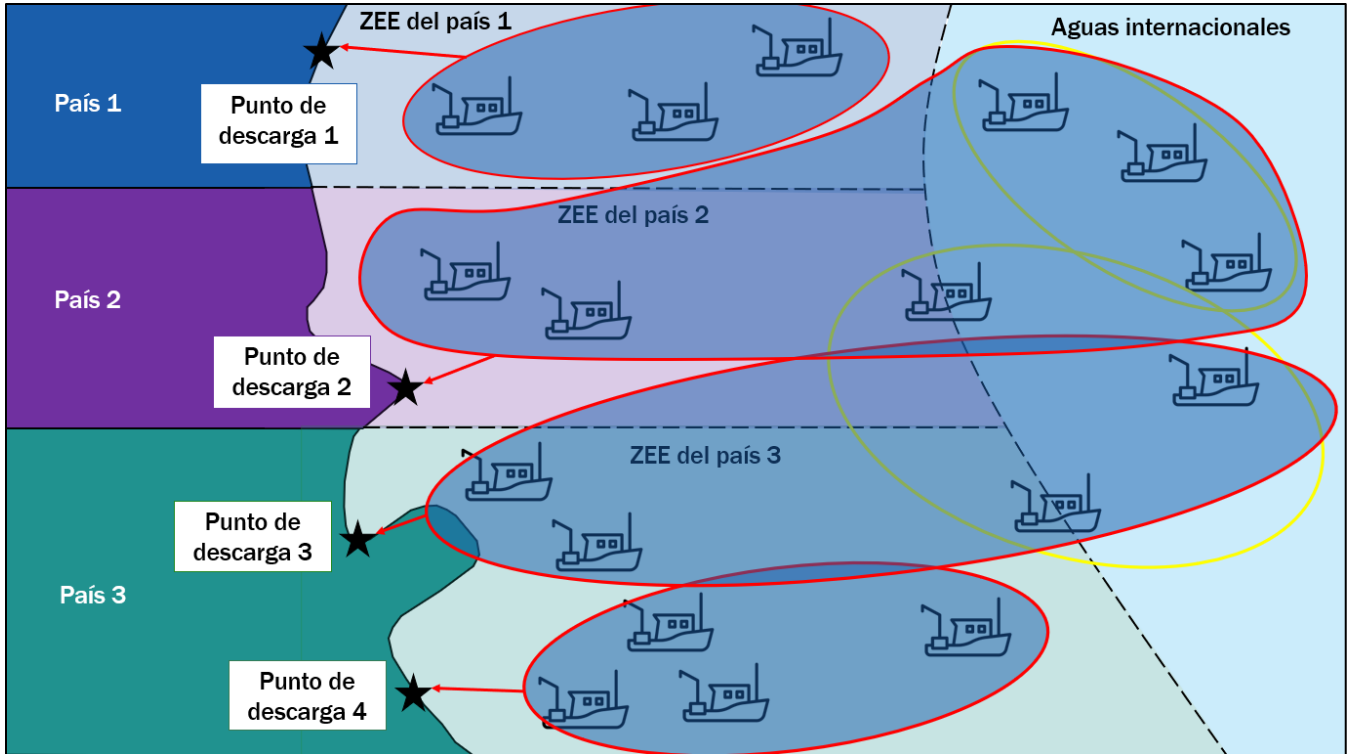 ZEE del país 1
Aguas internacionales
País 1
Punto de
descarga 1
ZEE del país 2
País 2
Punto de
descarga 2
ZEE del país 3
Punto de
descarga 3
País 3
Punto de
descarga 4